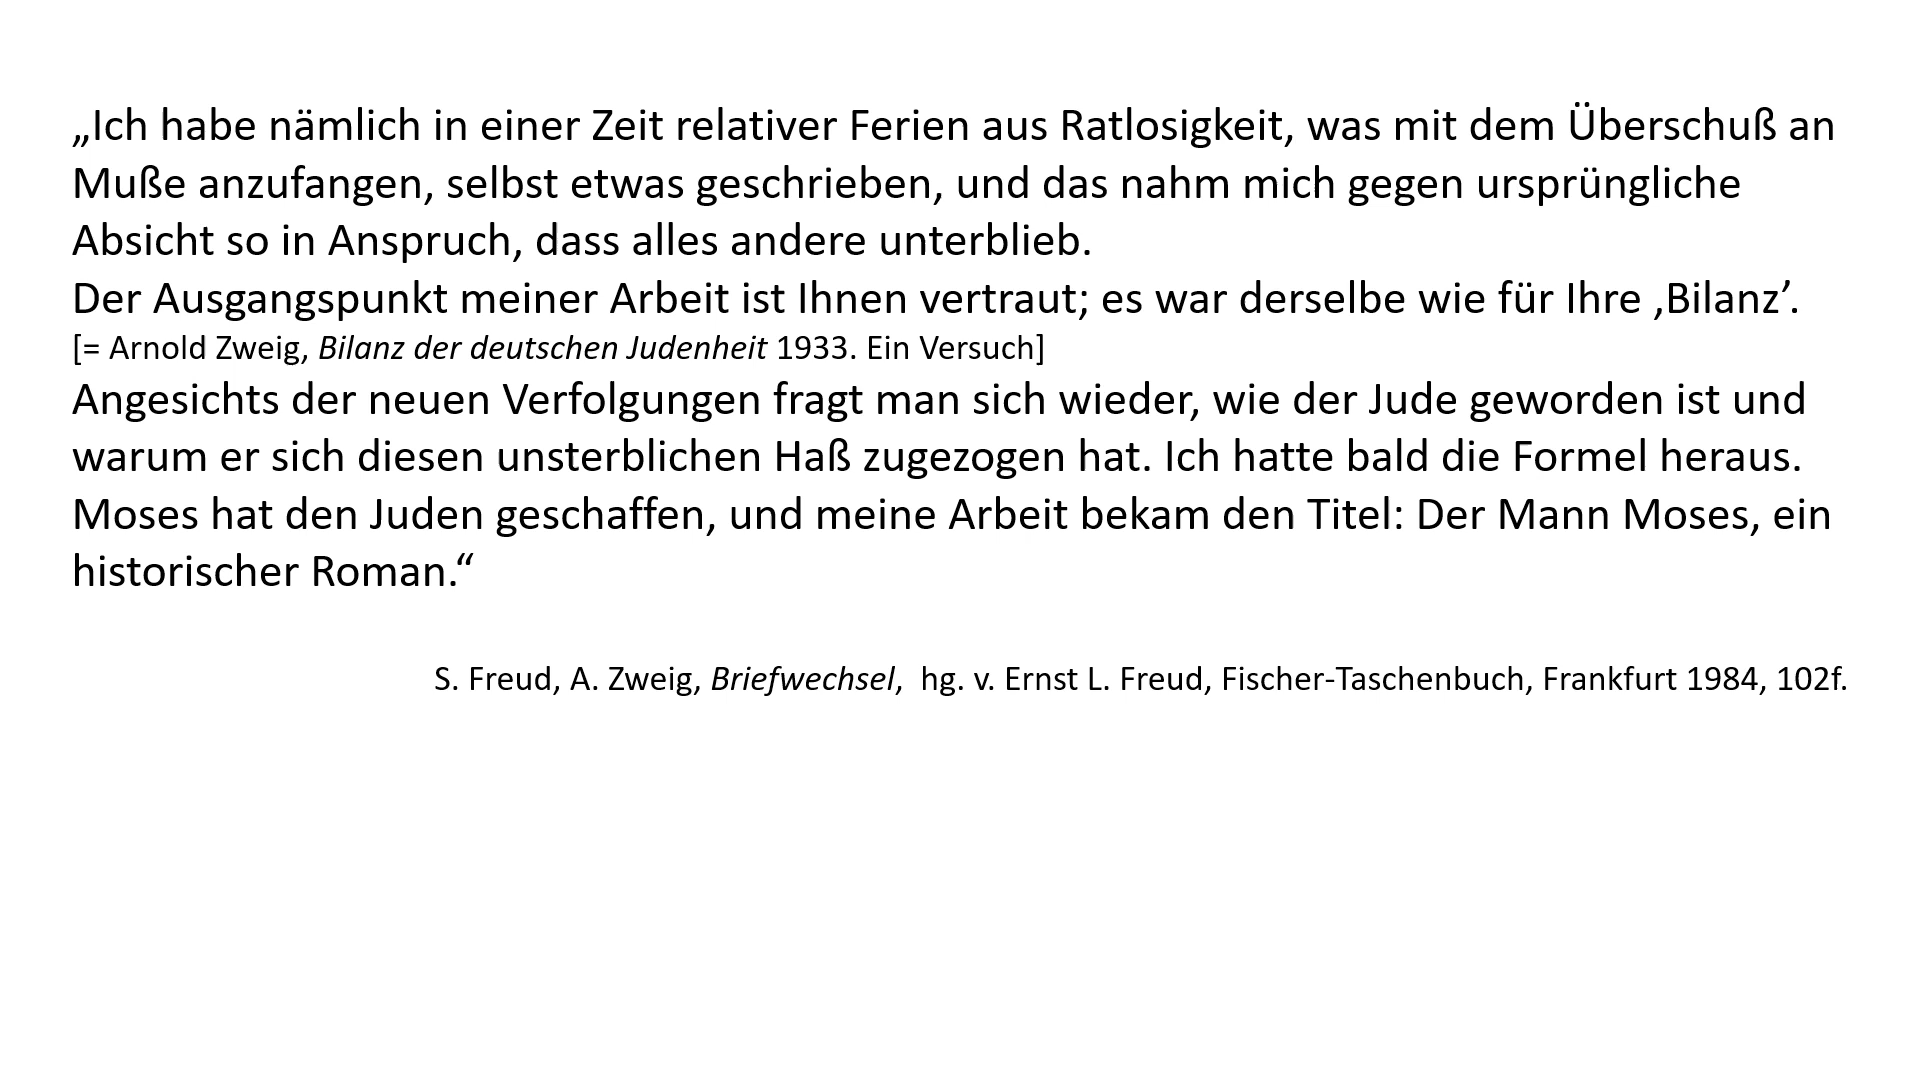 „Ich habe nämlich in einer Zeit relativer Ferien aus Ratlosigkeit, was mit dem Überschuß an
Muße anzufangen, selbst etwas geschrieben, und das nahm mich gegen ursprüngliche
Absicht so in Anspruch, dass alles andere unterblieb.
Der Ausgangspunkt meiner Arbeit ist Ihnen vertraut; es war derselbe wie für Ihre ‚Bilanz’.
[= Arnold Zweig, Bilanz der deutschen Judenheit 1933. Ein Versuch]
Angesichts der neuen Verfolgungen fragt man sich wieder, wie der Jude geworden ist und
warum er sich diesen unsterblichen Haß zugezogen hat. Ich hatte bald die Formel heraus.
Moses hat den Juden geschaffen, und meine Arbeit bekam den Titel: Der Mann Moses, ein
historischer Roman.“
S. Freud, A. Zweig, Briefwechsel,  hg. v. Ernst L. Freud, Fischer-Taschenbuch, Frankfurt 1984, 102f.